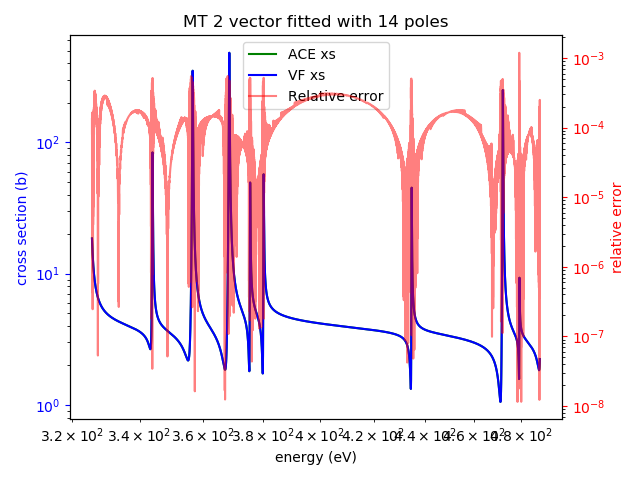 MT 2 vector fitted with 14 poles
ACE xs
VF xs
Relative error
cross section (b)
10²
10¹
10⁰
10⁻³
10⁻⁴
10⁻⁵
10⁻⁶
10⁻⁷
10⁻⁸
relative error
3.2 × 10² 3.4 × 10² 3.6 × 10² 3.8 × 10² 4 × 10² 4.2 × 10² 4.4 × 10² 4.6 × 10² 4.8 × 10²
energy (eV)